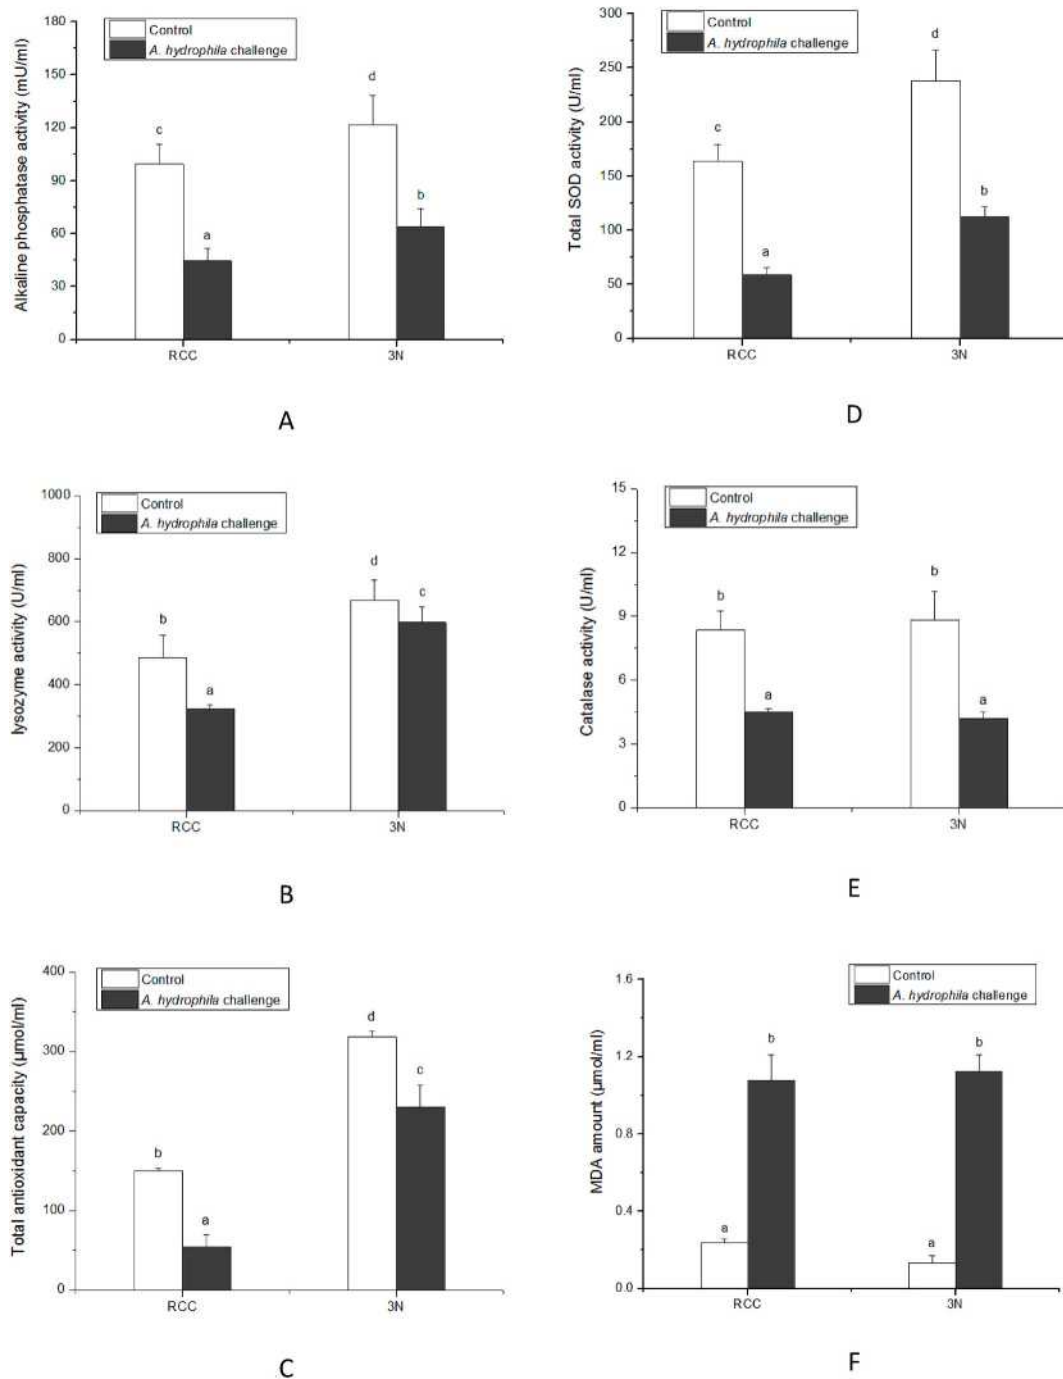 180
150
120
90
60
30
0
Alkaline phosphatase activity (mU/ml)
Control
A. hydrophila challenge
c
a
d
b
RCC
3N
A
300
250
200
150
100
50
0
Total SOD activity (U/ml)
Control
A. hydrophila challenge
c
a
d
b
RCC
3N
D
1000
800
600
400
200
0
lysozyme activity (U/ml)
Control
A. hydrophila challenge
b
a
d
c
RCC
3N
B
15
12
9
6
3
0
Catalase activity (U/ml)
Control
A. hydrophila challenge
b
a
b
a
RCC
3N
E
400
300
200
100
0
Total antioxidant capacity (μmol/ml)
Control
A. hydrophila challenge
b
a
d
c
RCC
3N
C
1.6
1.2
0.8
0.4
0.0
MDA amount (μmol/ml)
Control
A. hydrophila challenge
a
b
a
b
RCC
3N
F